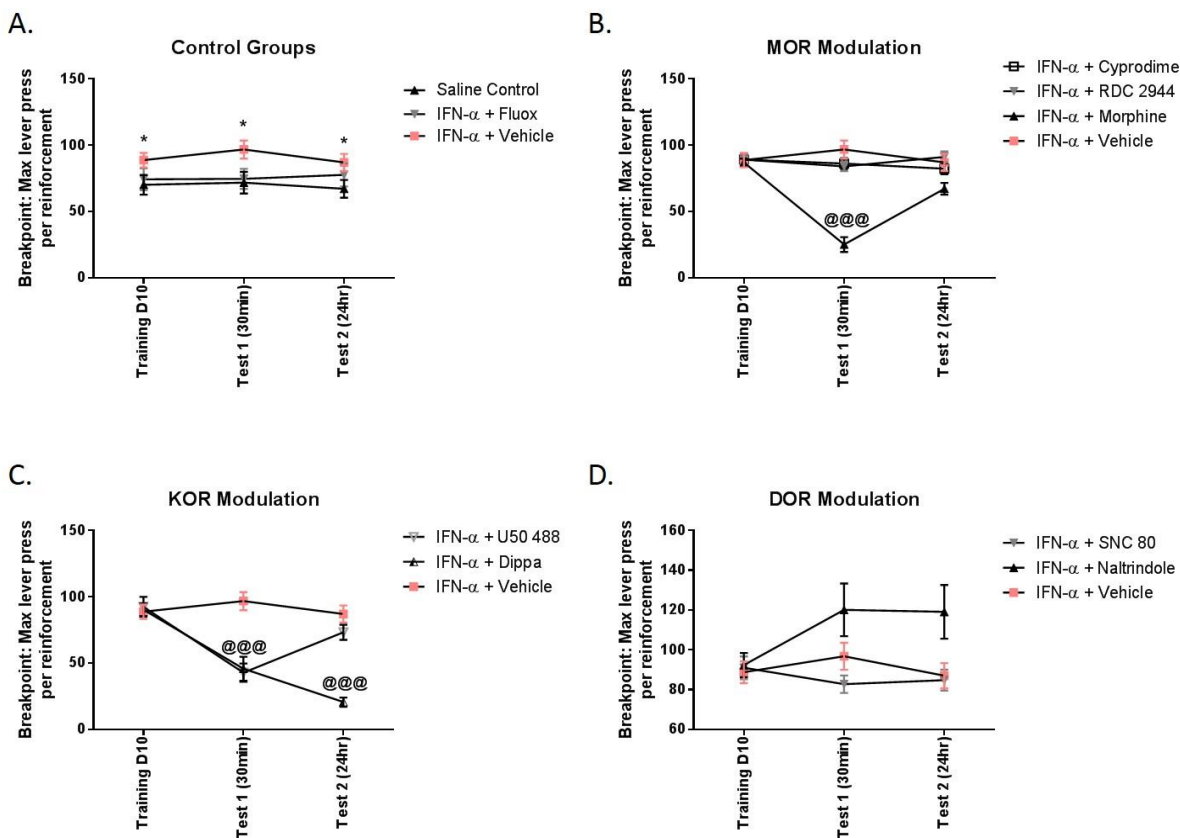 A.
Control Groups
Breakpoint: Max lever press
per reinforcement
150
100
50
0
*
*
*
Training D10
Test 1 (30min)
Test 2 (24hr)
Saline Control
IFN-α + Fluox
IFN-α + Vehicle
B.
MOR Modulation
Breakpoint: Max lever press
per reinforcement
150
100
50
0
@@@
Training D10
Test 1 (30min)
Test 2 (24hr)
IFN-α + Cyprodime
IFN-α + RDC 2944
IFN-α + Morphine
IFN-α + Vehicle
C.
KOR Modulation
Breakpoint: Max lever press
per reinforcement
150
100
50
0
@@@
@@@
Training D10
Test 1 (30min)
Test 2 (24hr)
IFN-α + U50 488
IFN-α + Dippa
IFN-α + Vehicle
D.
DOR Modulation
Breakpoint: Max lever press
per reinforcement
160
140
120
100
80
60
Training D10
Test 1 (30min)
Test 2 (24hr)
IFN-α + SNC 80
IFN-α + Naltrindole
IFN-α + Vehicle